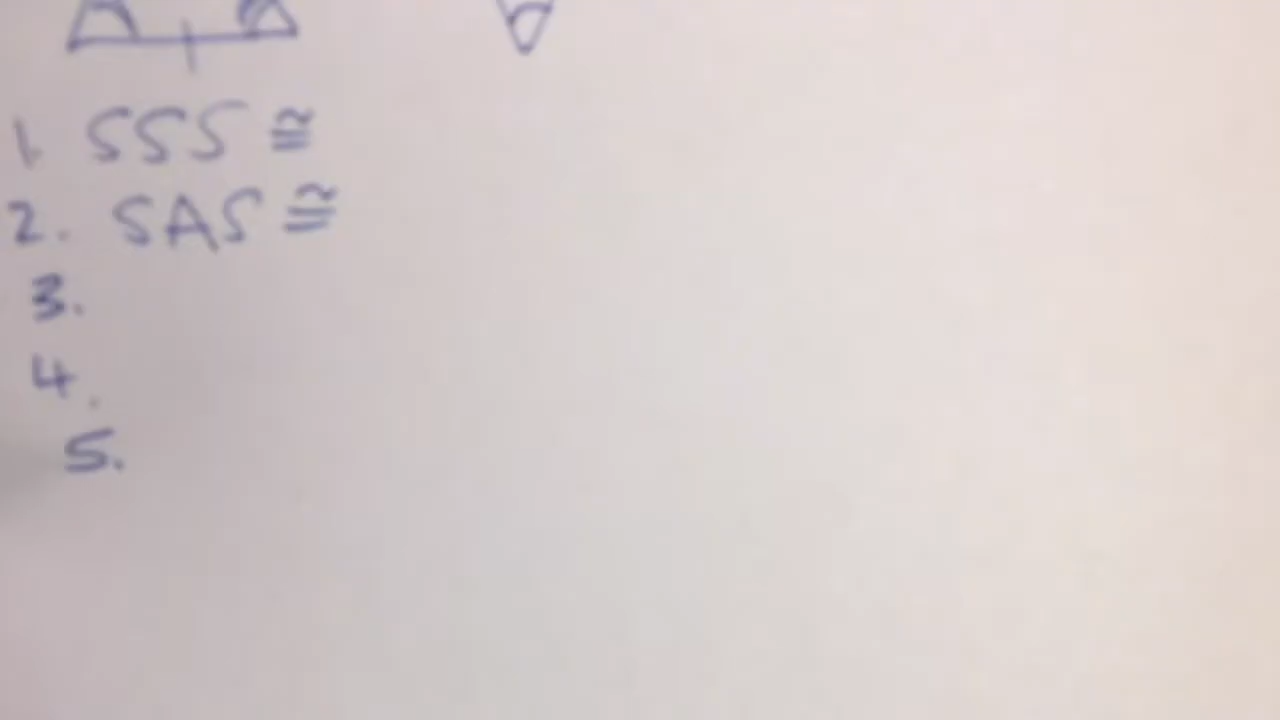 1. SSS ≅
2. SAS ≅
3.
4.
5.